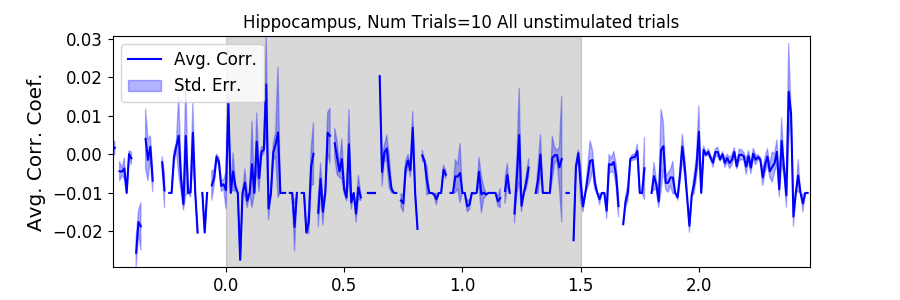 Hippocampus, Num Trials=10 All unstimulated trials
Avg. Corr. Coef.
0.03
0.02
0.01
0.00
−0.01
−0.02
Avg. Corr.
Std. Err.
0.0 0.5 1.0 1.5 2.0